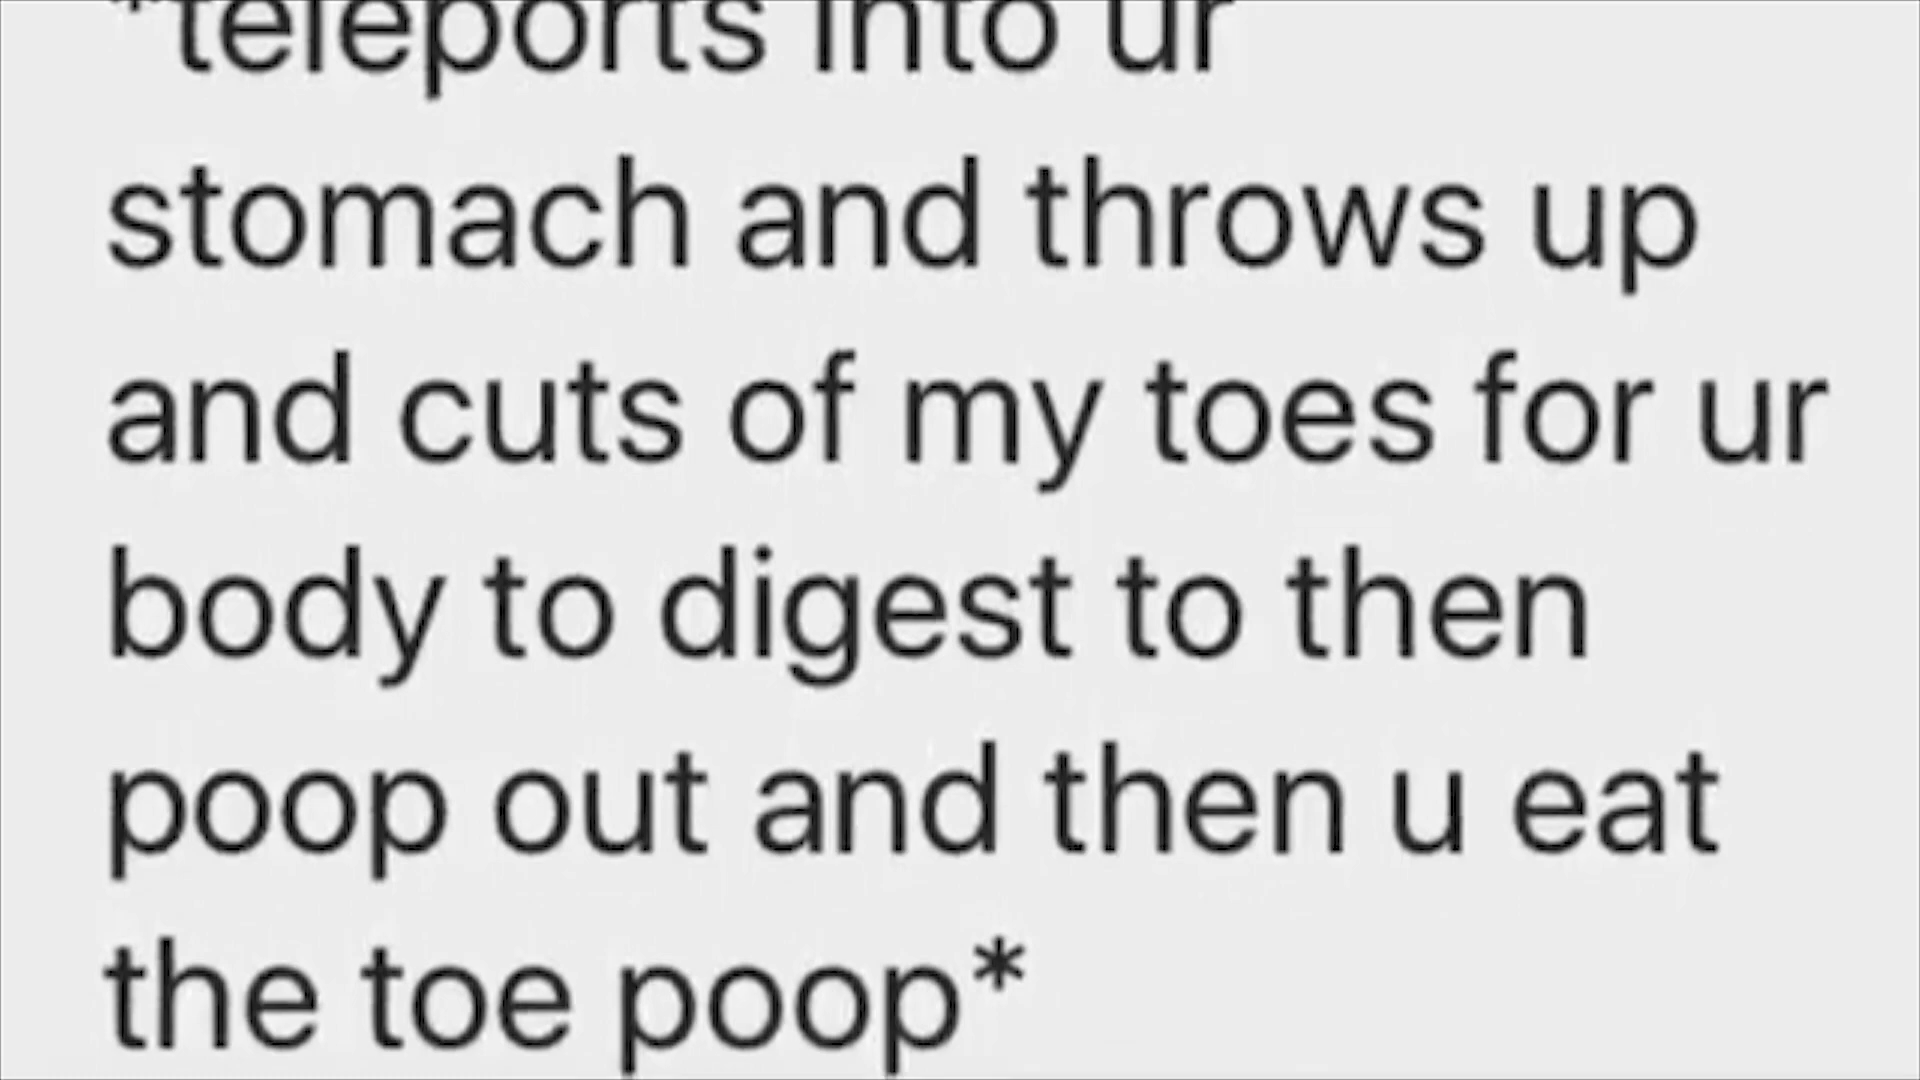 *teleports into ur
stomach and throws up
and cuts of my toes for ur
body to digest to then
poop out and then u eat
the toe poop*